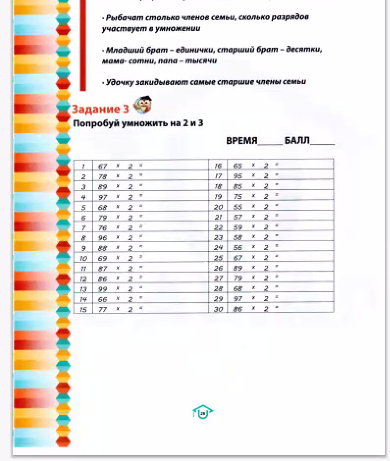 · Рыбачат столько членов семьи, сколько разрядов
участвует в умножении
· Младший брат – единички, старший брат – десятки,
мама- сотни, папа – тысячи
· Удочку закидывают самые старшие члены семьи
Задание 3
Попробуй умножить на 2 и 3
ВРЕМЯ_____ БАЛЛ_____
1 67 x 2 = 16 65 x 2 =
2 78 x 2 = 17 95 x 2 =
3 89 x 2 = 18 85 x 2 =
4 97 x 2 = 19 75 x 2 =
5 68 x 2 = 20 55 x 2 =
6 79 x 2 = 21 57 x 2 =
7 76 x 2 = 22 59 x 2 =
8 96 x 2 = 23 58 x 2 =
9 88 x 2 = 24 56 x 2 =
10 69 x 2 = 25 67 x 2 =
11 87 x 2 = 26 89 x 2 =
12 86 x 2 = 27 79 x 2 =
13 99 x 2 = 28 68 x 2 =
14 66 x 2 = 29 97 x 2 =
15 77 x 2 = 30 86 x 2 =